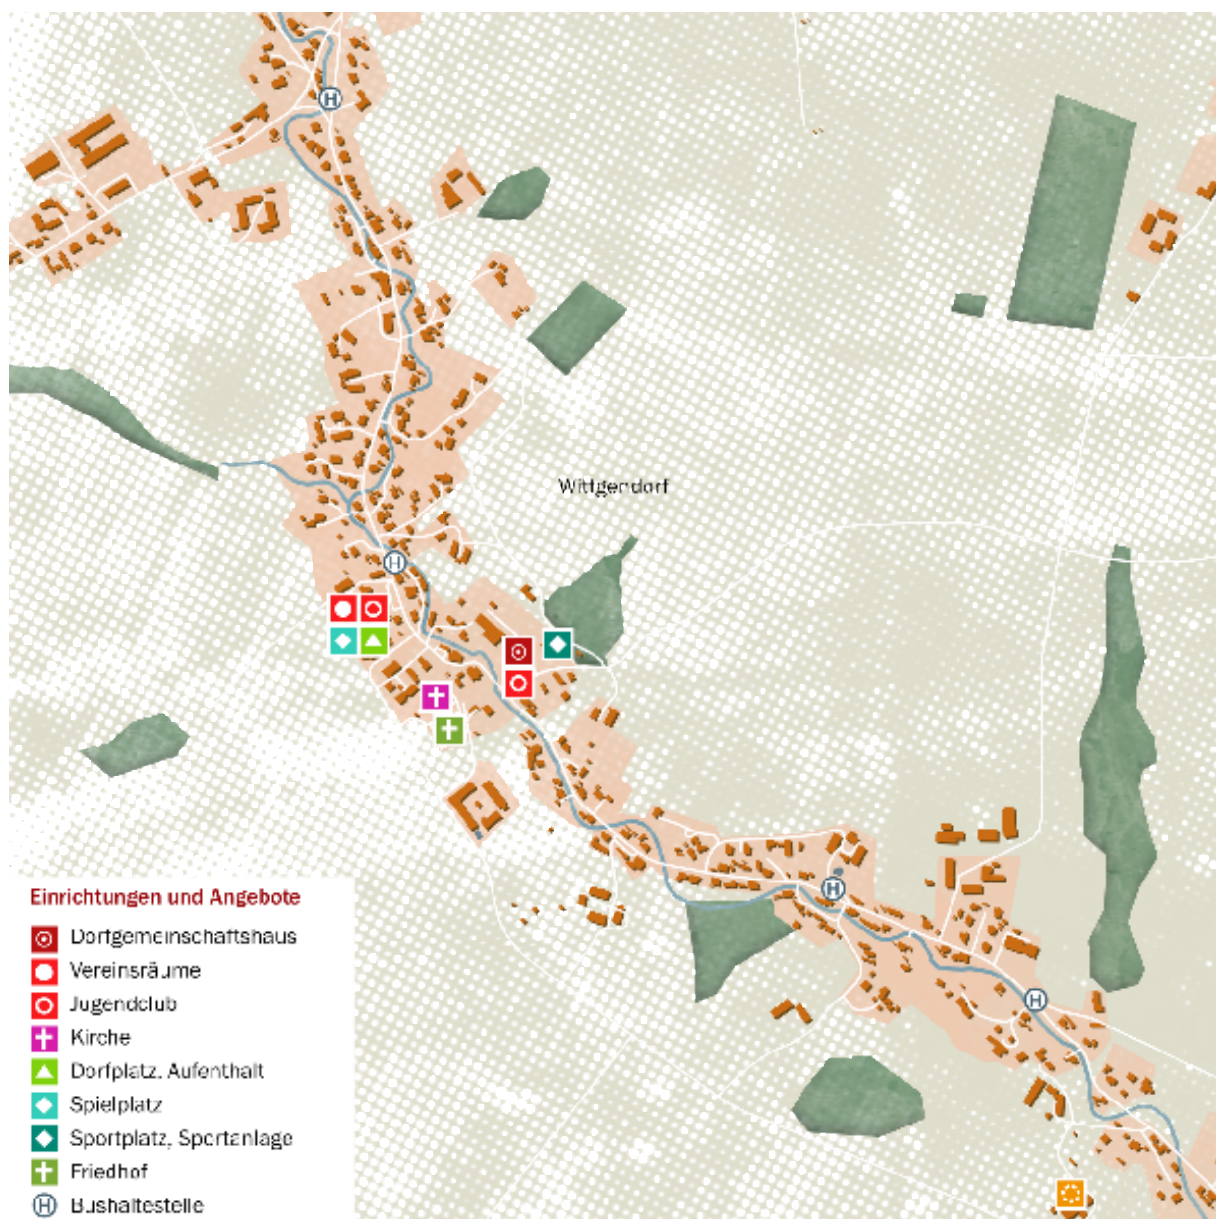 Wittgendorf
Einrichtungen und Angebote
Dorfgemeinschaftshaus
Vereinsräume
Jugendclub
Kirche
Dorfplatz, Aufenthalt
Spielplatz
Sportplatz, Sportanlage
Friedhof
H Bushaltestelle
H
H
H
H